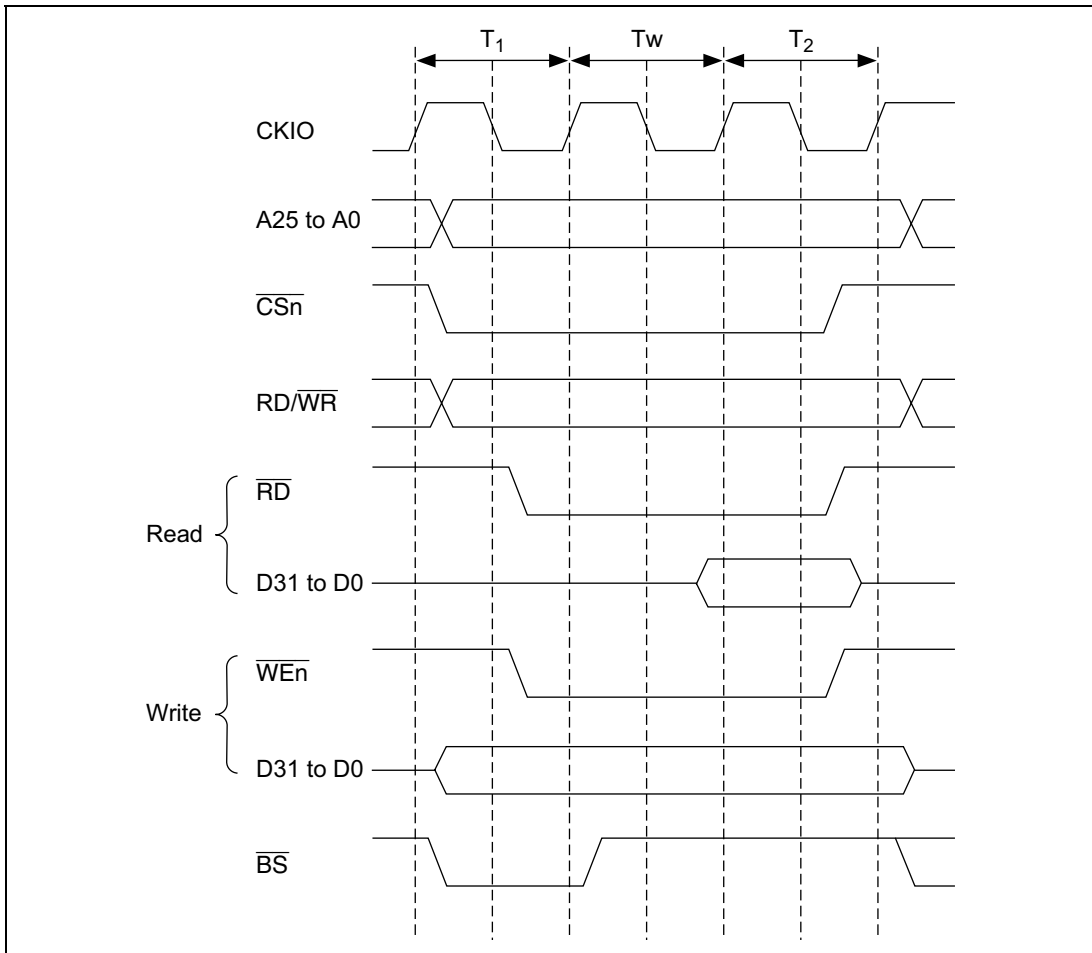 T1 Tw T2
CKIO
A25 to A0
CSn
RD/WR
RD
Read
D31 to D0
WEn
Write
D31 to D0
BS